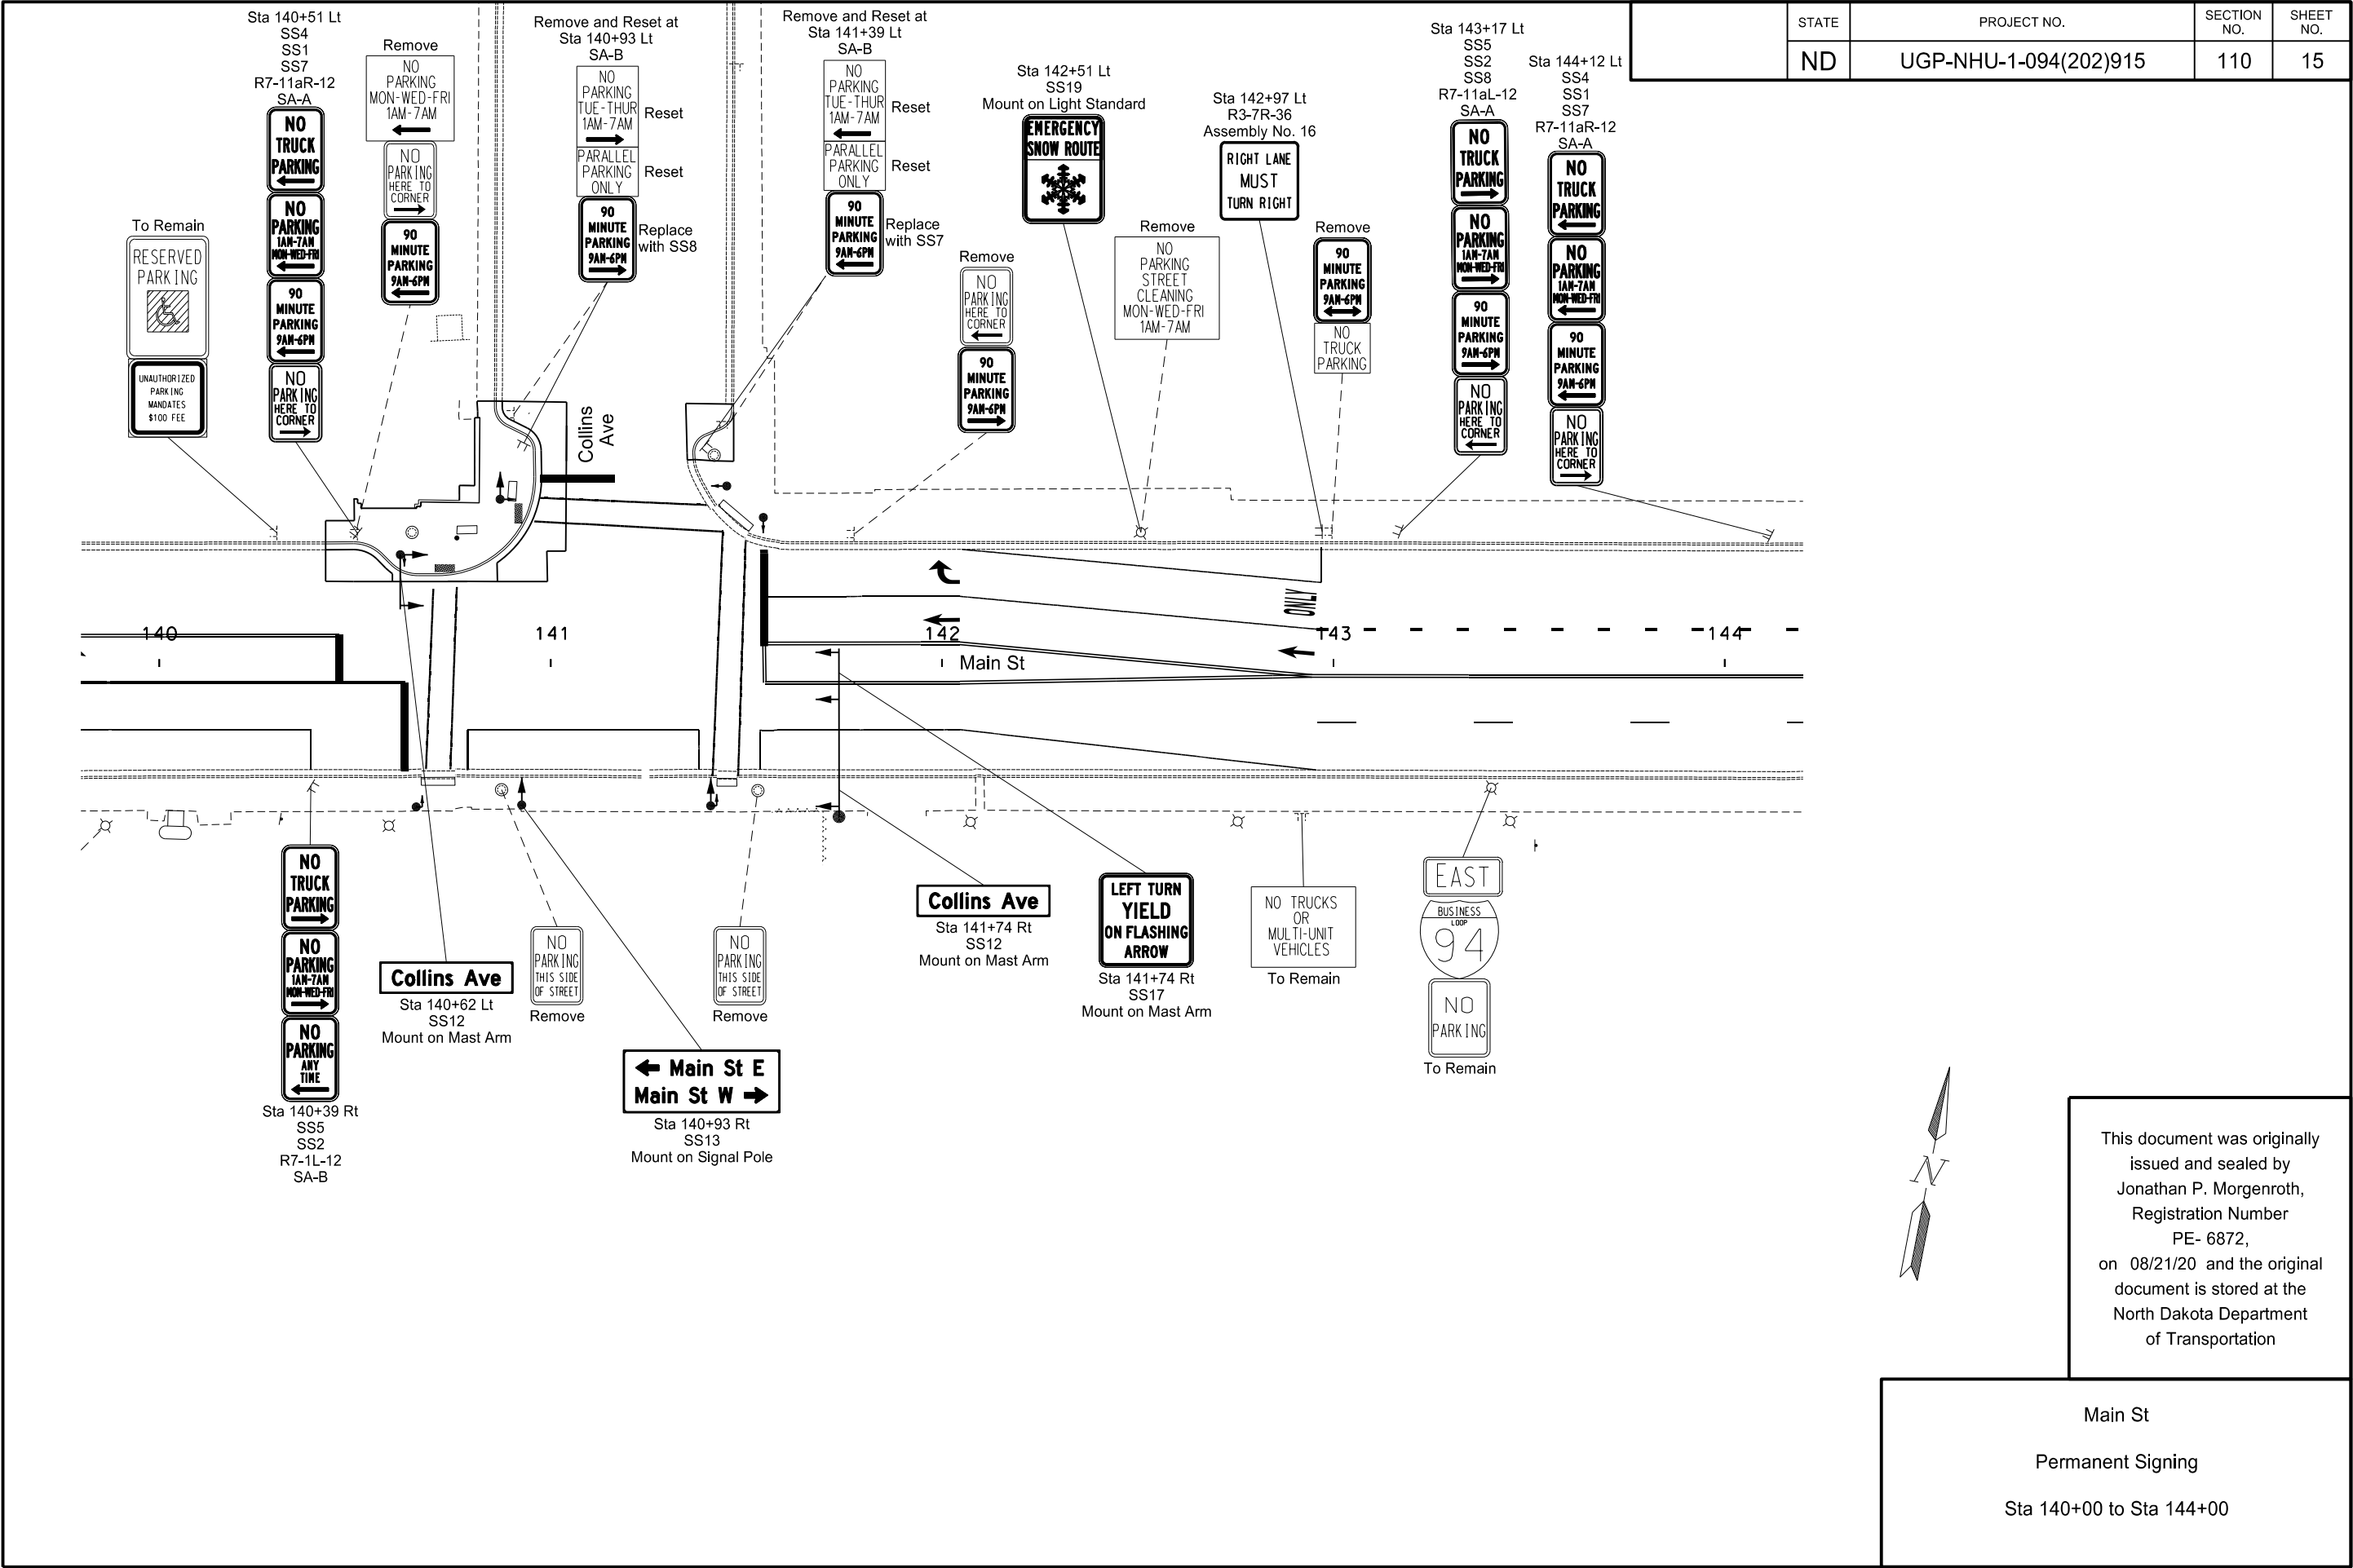 STATE
PROJECT NO.
SECTION NO.
SHEET NO.
ND
UGP-NHU-1-094(202)915
110
15
Sta 140+51 Lt
SS4
SS1
SS7
R7-11aR-12
SA-A
NO
TRUCK
PARKING
NO
PARKING
1AM-7AM
MON-WED-FRI
90
MINUTE
PARKING
9AM-6PM
NO
PARKING
HERE TO
CORNER
To Remain
RESERVED
PARKING
UNAUTHORIZED
PARKING
MANDATES
$100 FEE
Remove
NO
PARKING
MON-WED-FRI
1AM-7AM
NO
PARKING
HERE TO
CORNER
90
MINUTE
PARKING
9AM-6PM
Remove and Reset at
Sta 140+93 Lt
SA-B
NO
PARKING
TUE-THUR
1AM-7AM
Reset
PARALLEL
PARKING
ONLY
Reset
90
MINUTE
PARKING
9AM-6PM
Replace
with SS8
Remove and Reset at
Sta 141+39 Lt
SA-B
NO
PARKING
TUE-THUR
1AM-7AM
Reset
PARALLEL
PARKING
ONLY
Reset
90
MINUTE
PARKING
9AM-6PM
Replace
with SS7
Remove
NO
PARKING
HERE TO
CORNER
90
MINUTE
PARKING
9AM-6PM
Sta 142+51 Lt
SS19
Mount on Light Standard
EMERGENCY
SNOW ROUTE
Remove
NO
PARKING
STREET
CLEANING
MON-WED-FRI
1AM-7AM
Sta 142+97 Lt
R3-7R-36
Assembly No. 16
RIGHT LANE
MUST
TURN RIGHT
Remove
90
MINUTE
PARKING
9AM-6PM
NO
TRUCK
PARKING
Sta 143+17 Lt
SS5
SS2
SS8
R7-11aL-12
SA-A
NO
TRUCK
PARKING
NO
PARKING
1AM-7AM
MON-WED-FRI
90
MINUTE
PARKING
9AM-6PM
NO
PARKING
HERE TO
CORNER
Sta 144+12 Lt
SS4
SS1
SS7
R7-11aR-12
SA-A
NO
TRUCK
PARKING
NO
PARKING
1AM-7AM
MON-WED-FRI
90
MINUTE
PARKING
9AM-6PM
NO
PARKING
HERE TO
CORNER
Collins
Ave
140
141
142
143
144
Main St
NO
TRUCK
PARKING
NO
PARKING
1AM-7AM
MON-WED-FRI
NO
PARKING
ANY
TIME
Sta 140+39 Rt
SS5
SS2
R7-1L-12
SA-B
Collins Ave
Sta 140+62 Lt
SS12
Mount on Mast Arm
NO
PARKING
THIS SIDE
OF STREET
Remove
← Main St E
Main St W →
Sta 140+93 Rt
SS13
Mount on Signal Pole
NO
PARKING
THIS SIDE
OF STREET
Remove
Collins Ave
Sta 141+74 Rt
SS12
Mount on Mast Arm
LEFT TURN
YIELD
ON FLASHING
ARROW
Sta 141+74 Rt
SS17
Mount on Mast Arm
NO TRUCKS
OR
MULTI-UNIT
VEHICLES
To Remain
EAST
BUSINESS
LOOP
94
NO
PARKING
To Remain
N
This document was originally
issued and sealed by
Jonathan P. Morgenroth,
Registration Number
PE- 6872,
on 08/21/20 and the original
document is stored at the
North Dakota Department
of Transportation
Main St
Permanent Signing
Sta 140+00 to Sta 144+00